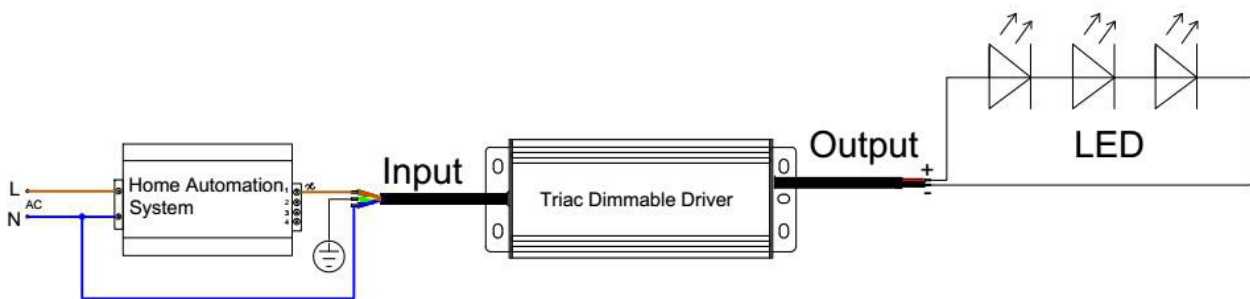 L
AC
N
Home Automation
System
1
2
3
4
Input
Triac Dimmable Driver
Output
+
-
LED